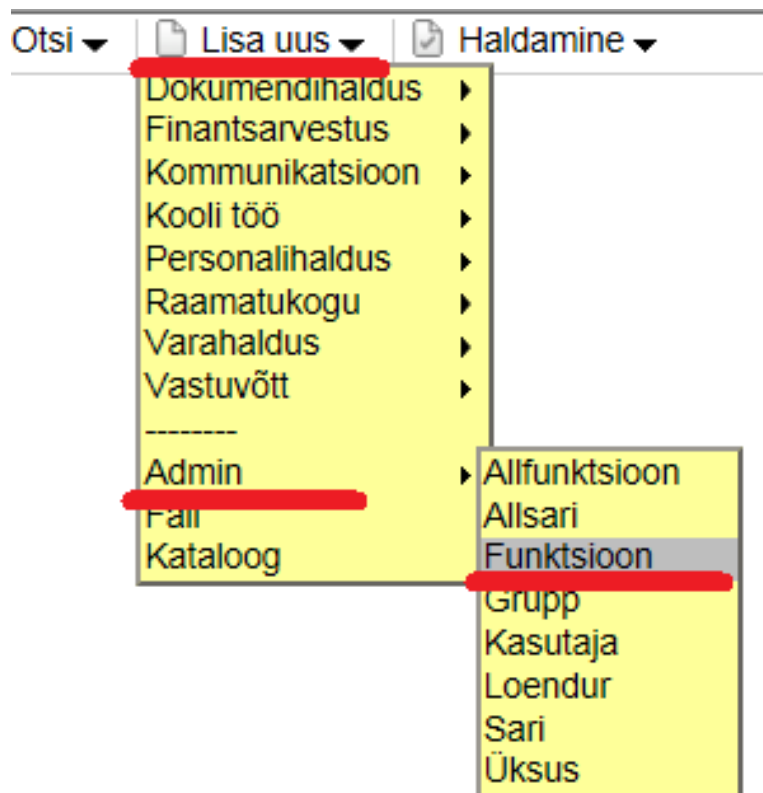 Otsi Lisa uus Haldamine
Dokumendihaldus
Finantsarvestus
Kommunikatsioon
Kooli töö
Personalihaldus
Raamatukogu
Varahaldus
Vastuvõtt
--------
Admin
Fail
Kataloog
Allfunktsioon
Allsari
Funktsioon
Grupp
Kasutaja
Loendur
Sari
Üksus